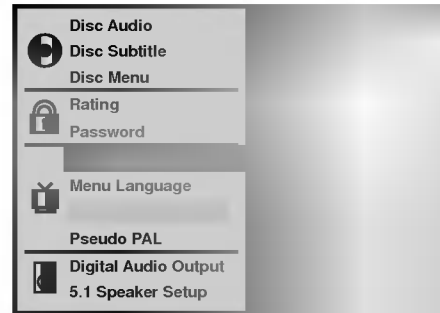 Disc Audio
Disc Subtitle
Disc Menu
Rating
Password
Menu Language
Pseudo PAL
Digital Audio Output
5.1 Speaker Setup